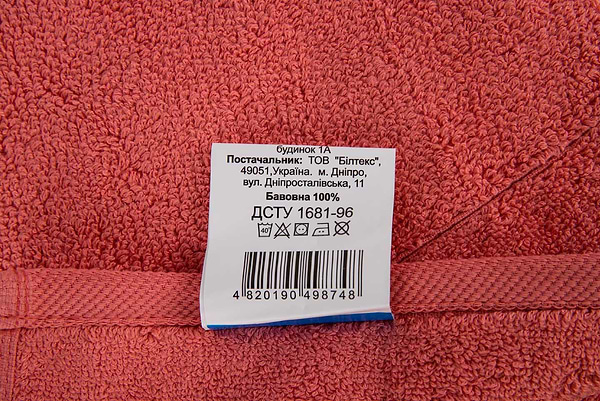 будинок 1А
Постачальник: ТОВ "Білтекс",
49051,Україна. м. Дніпро,
вул. Дніпросталівська, 11
Бавовна 100%
ДСТУ 1681-96
40
4 820190 498748